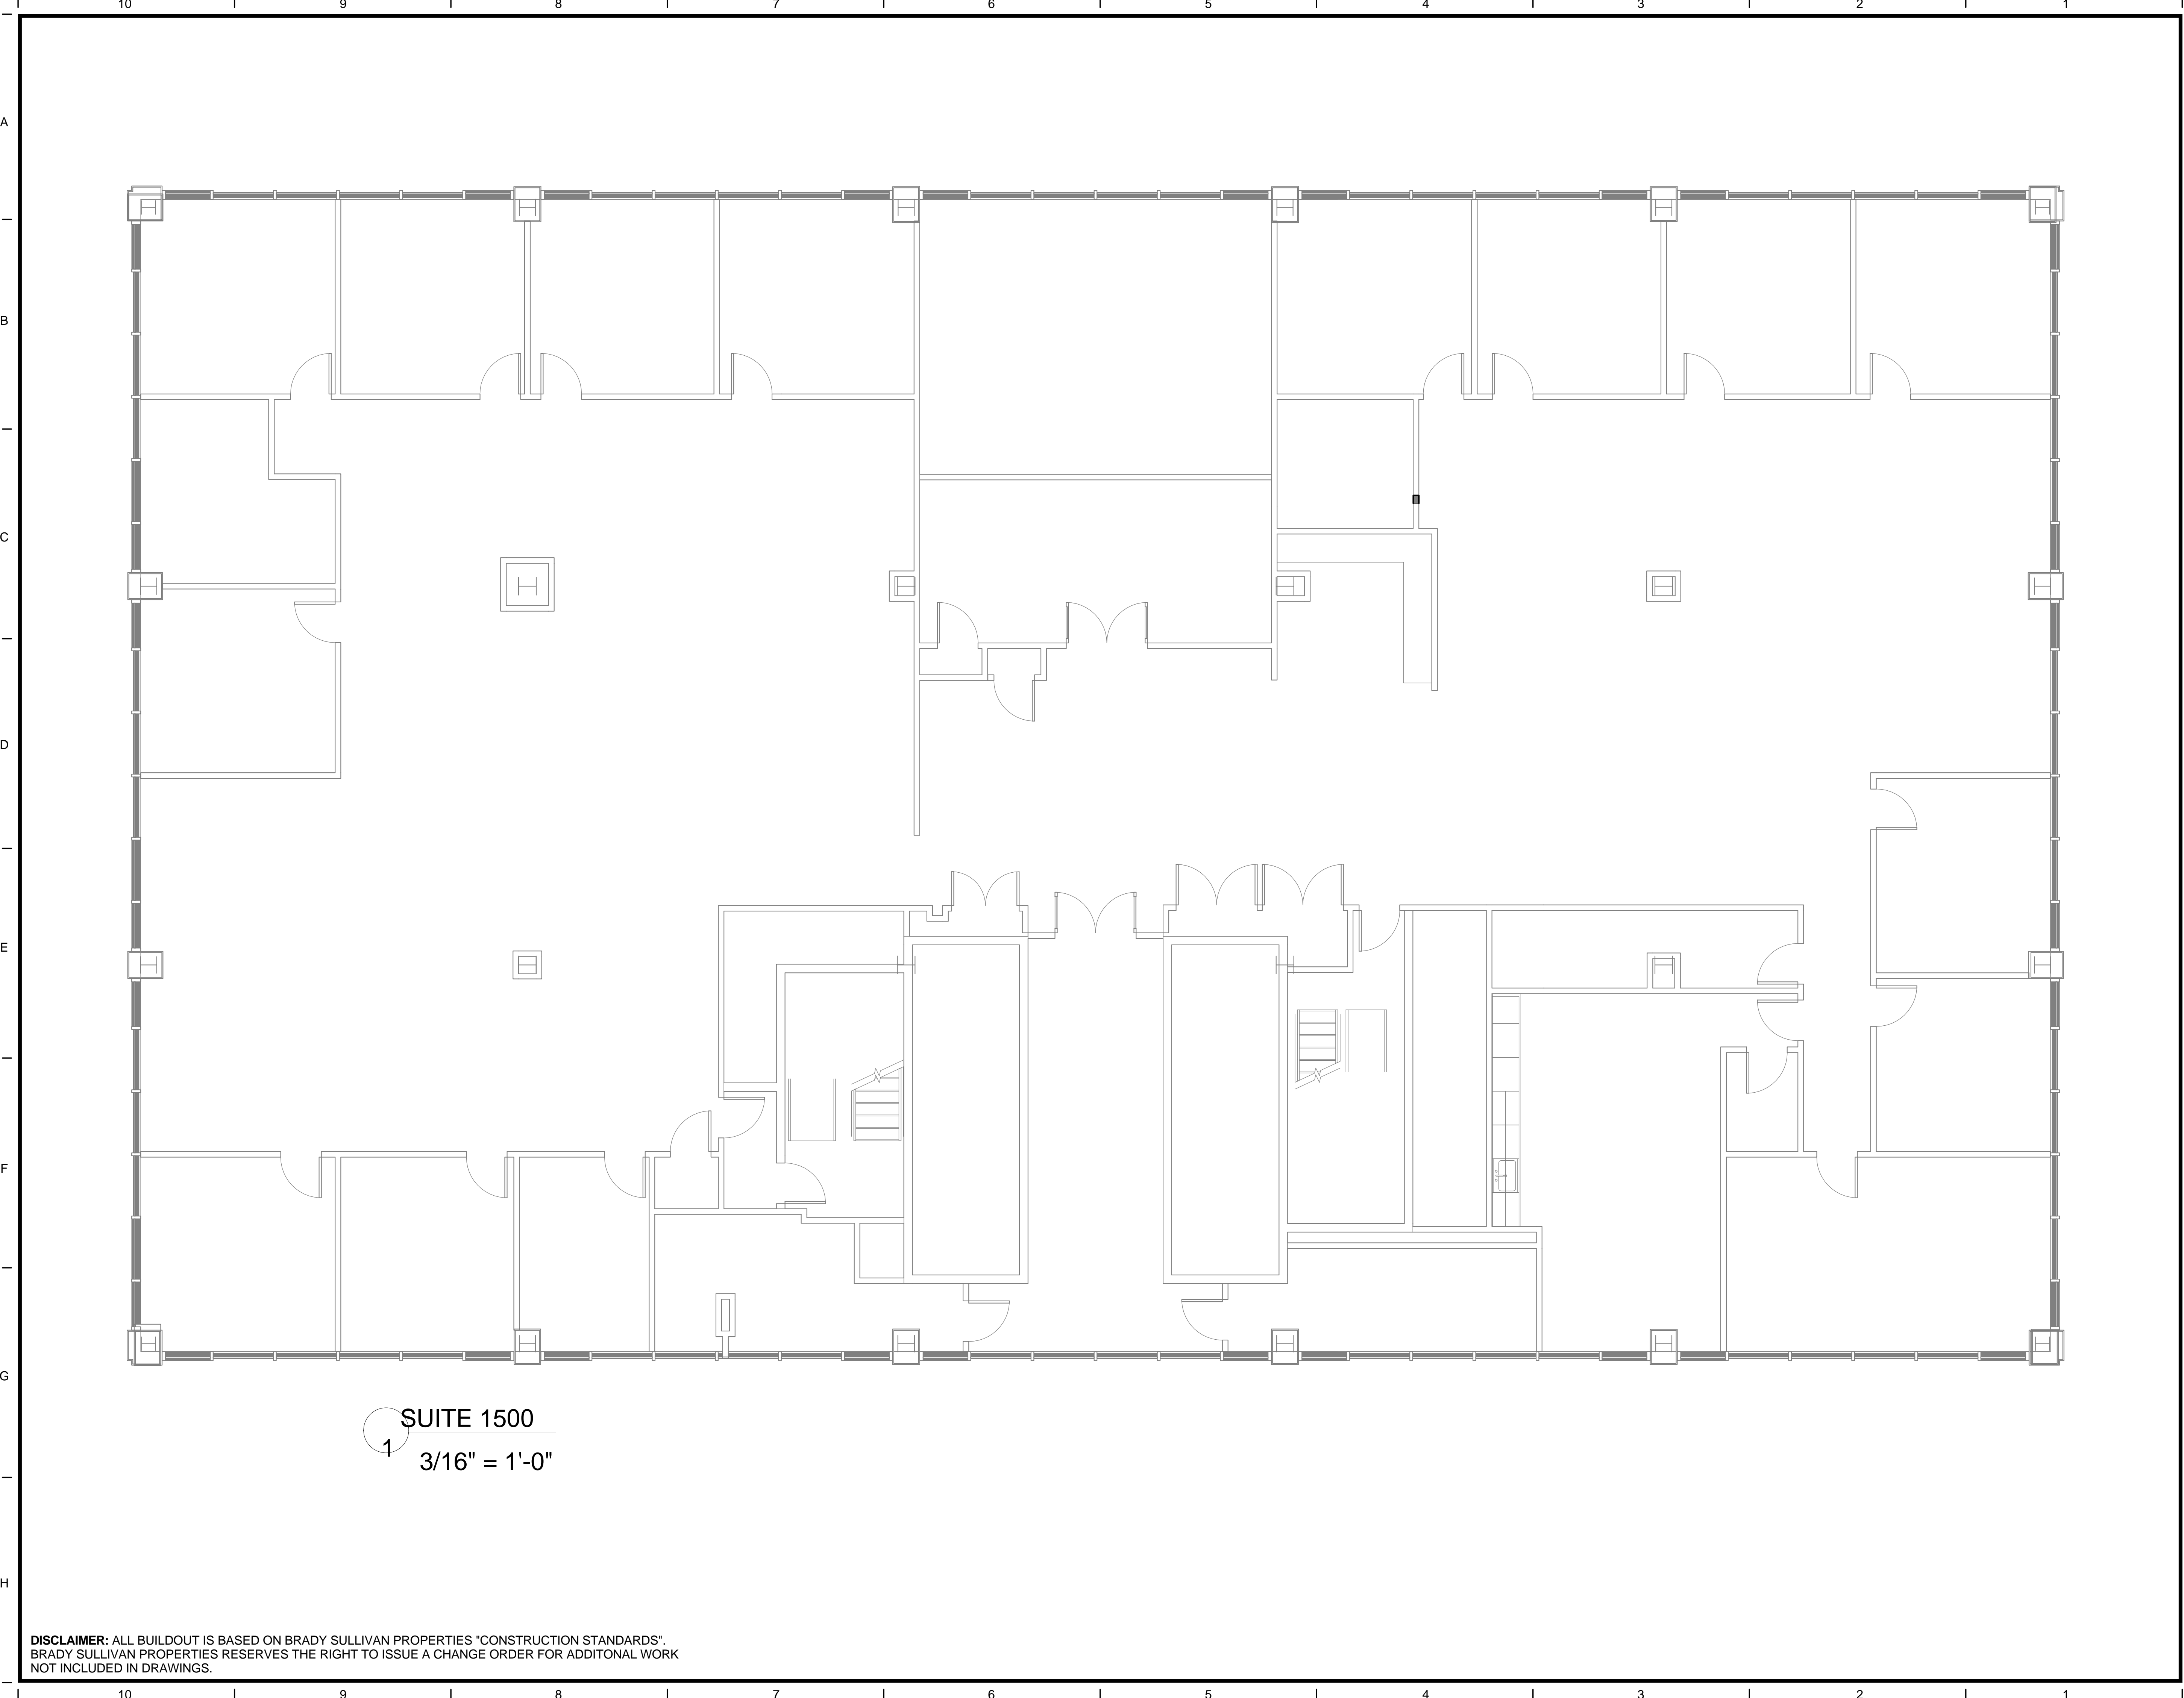 10 9 8 7 6 5 4 3 2 1
A
B
C
D
E
F
G
H
SUITE 1500
1
3/16" = 1'-0"
DISCLAIMER: ALL BUILDOUT IS BASED ON BRADY SULLIVAN PROPERTIES "CONSTRUCTION STANDARDS".
BRADY SULLIVAN PROPERTIES RESERVES THE RIGHT TO ISSUE A CHANGE ORDER FOR ADDITONAL WORK
NOT INCLUDED IN DRAWINGS.
10 9 8 7 6 5 4 3 2 1